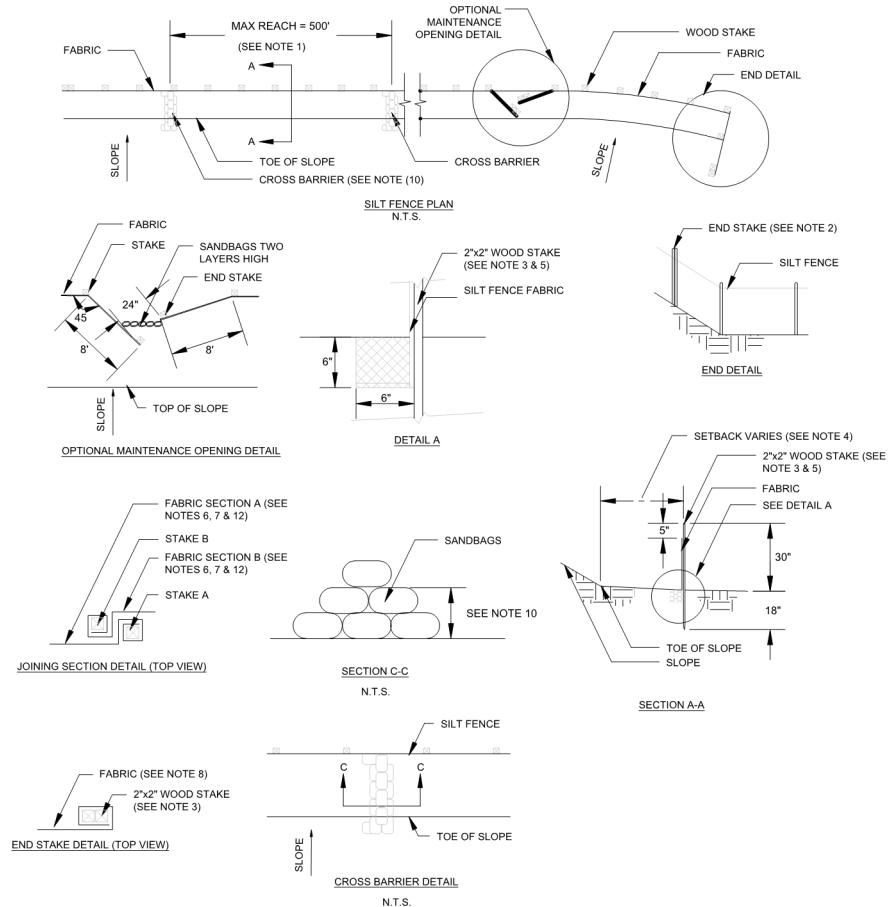 OPTIONAL
MAINTENANCE
OPENING DETAIL
MAX REACH = 500'
(SEE NOTE 1)
WOOD STAKE
FABRIC
FABRIC
END DETAIL
A
A
SLOPE
TOE OF SLOPE
CROSS BARRIER (SEE NOTE (10)
CROSS BARRIER
SLOPE
SILT FENCE PLAN
N.T.S.
FABRIC
STAKE
SANDBAGS TWO
LAYERS HIGH
END STAKE
24"
45
8'
8'
SLOPE
TOP OF SLOPE
OPTIONAL MAINTENANCE OPENING DETAIL
2"x2" WOOD STAKE
(SEE NOTE 3 & 5)
SILT FENCE FABRIC
6"
6"
DETAIL A
END STAKE (SEE NOTE 2)
SILT FENCE
END DETAIL
SETBACK VARIES (SEE NOTE 4)
2"x2" WOOD STAKE (SEE
NOTE 3 & 5)
FABRIC
SEE DETAIL A
5"
30"
18"
TOE OF SLOPE
SLOPE
SECTION A-A
FABRIC SECTION A (SEE
NOTES 6, 7 & 12)
STAKE B
FABRIC SECTION B (SEE
NOTES 6, 7 & 12)
STAKE A
JOINING SECTION DETAIL (TOP VIEW)
SANDBAGS
SEE NOTE 10
SECTION C-C
N.T.S.
FABRIC (SEE NOTE 8)
2"x2" WOOD STAKE
(SEE NOTE 3)
END STAKE DETAIL (TOP VIEW)
SILT FENCE
C
C
SLOPE
TOE OF SLOPE
CROSS BARRIER DETAIL
N.T.S.